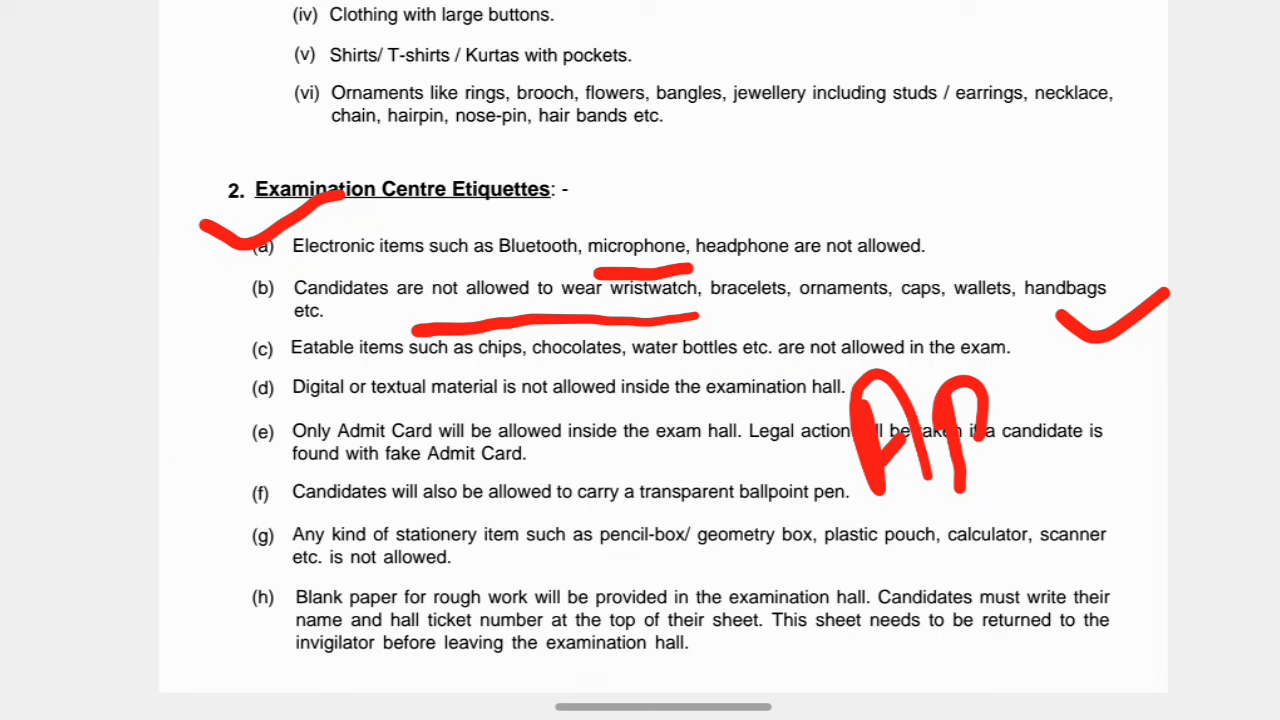 (iv) Clothing with large buttons.
(v) Shirts/ T-shirts / Kurtas with pockets.
(vi) Ornaments like rings, brooch, flowers, bangles, jewellery including studs / earrings, necklace,
chain, hairpin, nose-pin, hair bands etc.
2. Examination Centre Etiquettes: -
(a) Electronic items such as Bluetooth, microphone, headphone are not allowed.
(b) Candidates are not allowed to wear wristwatch, bracelets, ornaments, caps, wallets, handbags
etc.
(c) Eatable items such as chips, chocolates, water bottles etc. are not allowed in the exam.
(d) Digital or textual material is not allowed inside the examination hall.
(e) Only Admit Card will be allowed inside the exam hall. Legal action will be taken if a candidate is
found with fake Admit Card.
AP
(f) Candidates will also be allowed to carry a transparent ballpoint pen.
(g) Any kind of stationery item such as pencil-box/ geometry box, plastic pouch, calculator, scanner
etc. is not allowed.
(h) Blank paper for rough work will be provided in the examination hall. Candidates must write their
name and hall ticket number at the top of their sheet. This sheet needs to be returned to the
invigilator before leaving the examination hall.